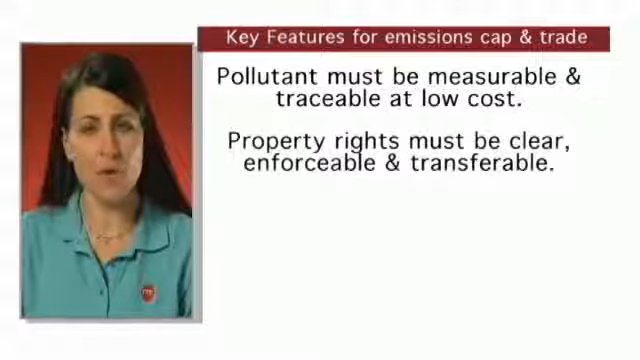 Key Features for emissions cap & trade
Pollutant must be measurable &
traceable at low cost.
Property rights must be clear,
enforceable & transferable.